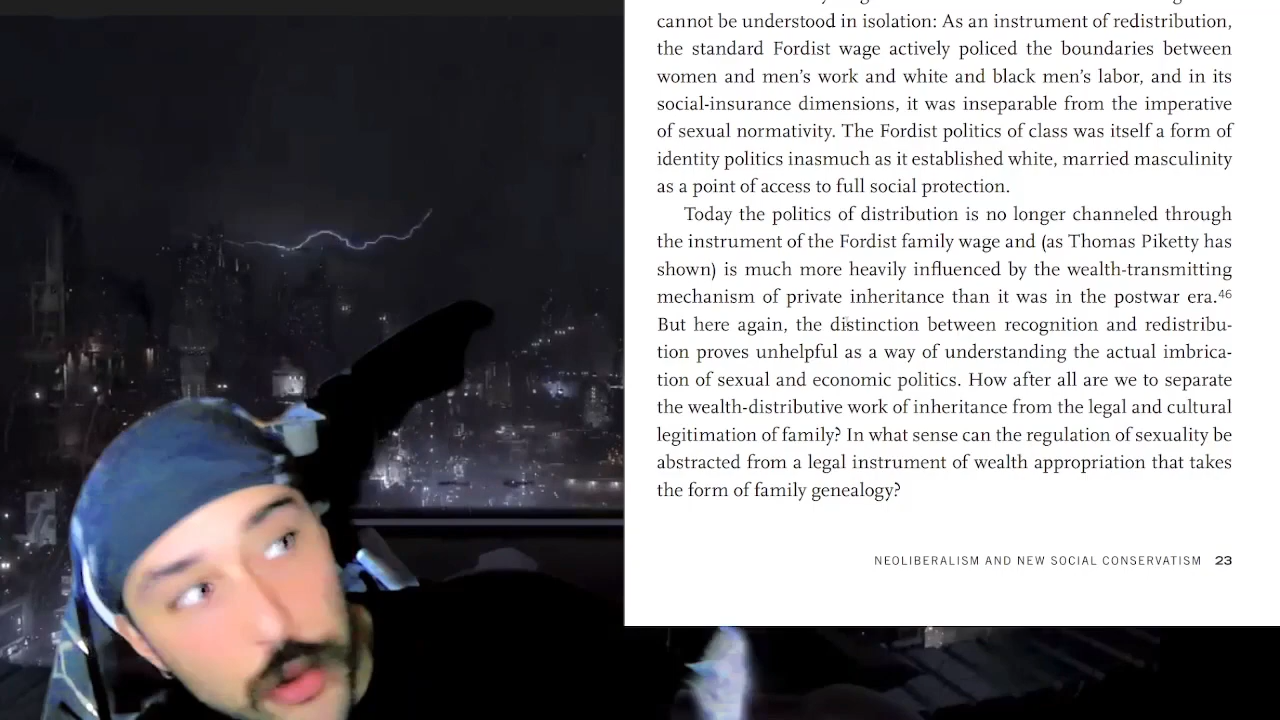 cannot be understood in isolation: As an instrument of redistribution,
the standard Fordist wage actively policed the boundaries between
women and men's work and white and black men's labor, and in its
social-insurance dimensions, it was inseparable from the imperative
of sexual normativity. The Fordist politics of class was itself a form of
identity politics inasmuch as it established white, married masculinity
as a point of access to full social protection.
Today the politics of distribution is no longer channeled through
the instrument of the Fordist family wage and (as Thomas Piketty has
shown) is much more heavily influenced by the wealth-transmitting
mechanism of private inheritance than it was in the postwar era.46
But here again, the distinction between recognition and redistribu-
tion proves unhelpful as a way of understanding the actual imbrica-
tion of sexual and economic politics. How after all are we to separate
the wealth-distributive work of inheritance from the legal and cultural
legitimation of family? In what sense can the regulation of sexuality be
abstracted from a legal instrument of wealth appropriation that takes
the form of family genealogy?
NEOLIBERALISM AND NEW SOCIAL CONSERVATISM 23